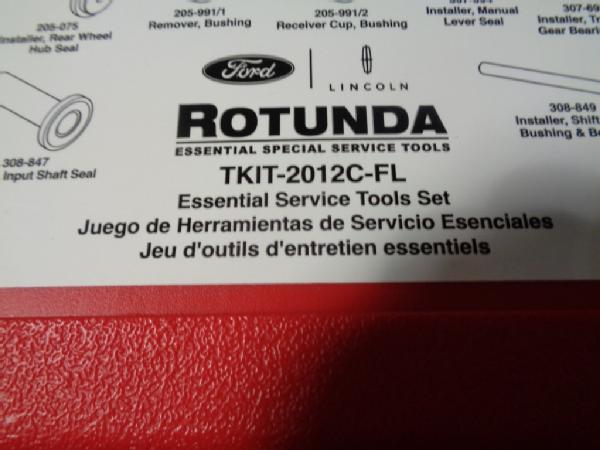 205-991/1
Remover, Bushing
205-991/2
Receiver Cup, Bushing
Installer, Manual
Lever Seal
307-69
Installer,
Gear
205-075
Installer, Rear Wheel
Hub Seal
Ford
LINCOLN
ROTUNDA
ESSENTIAL SPECIAL SERVICE TOOLS
308-847
Input Shaft Seal
308-849
Installer, Shift
Bushing &
TKIT-2012C-FL
Essential Service Tools Set
Juego de Herramientas de Servicio Esenciales
Jeu d'outils d'entretien essentiels